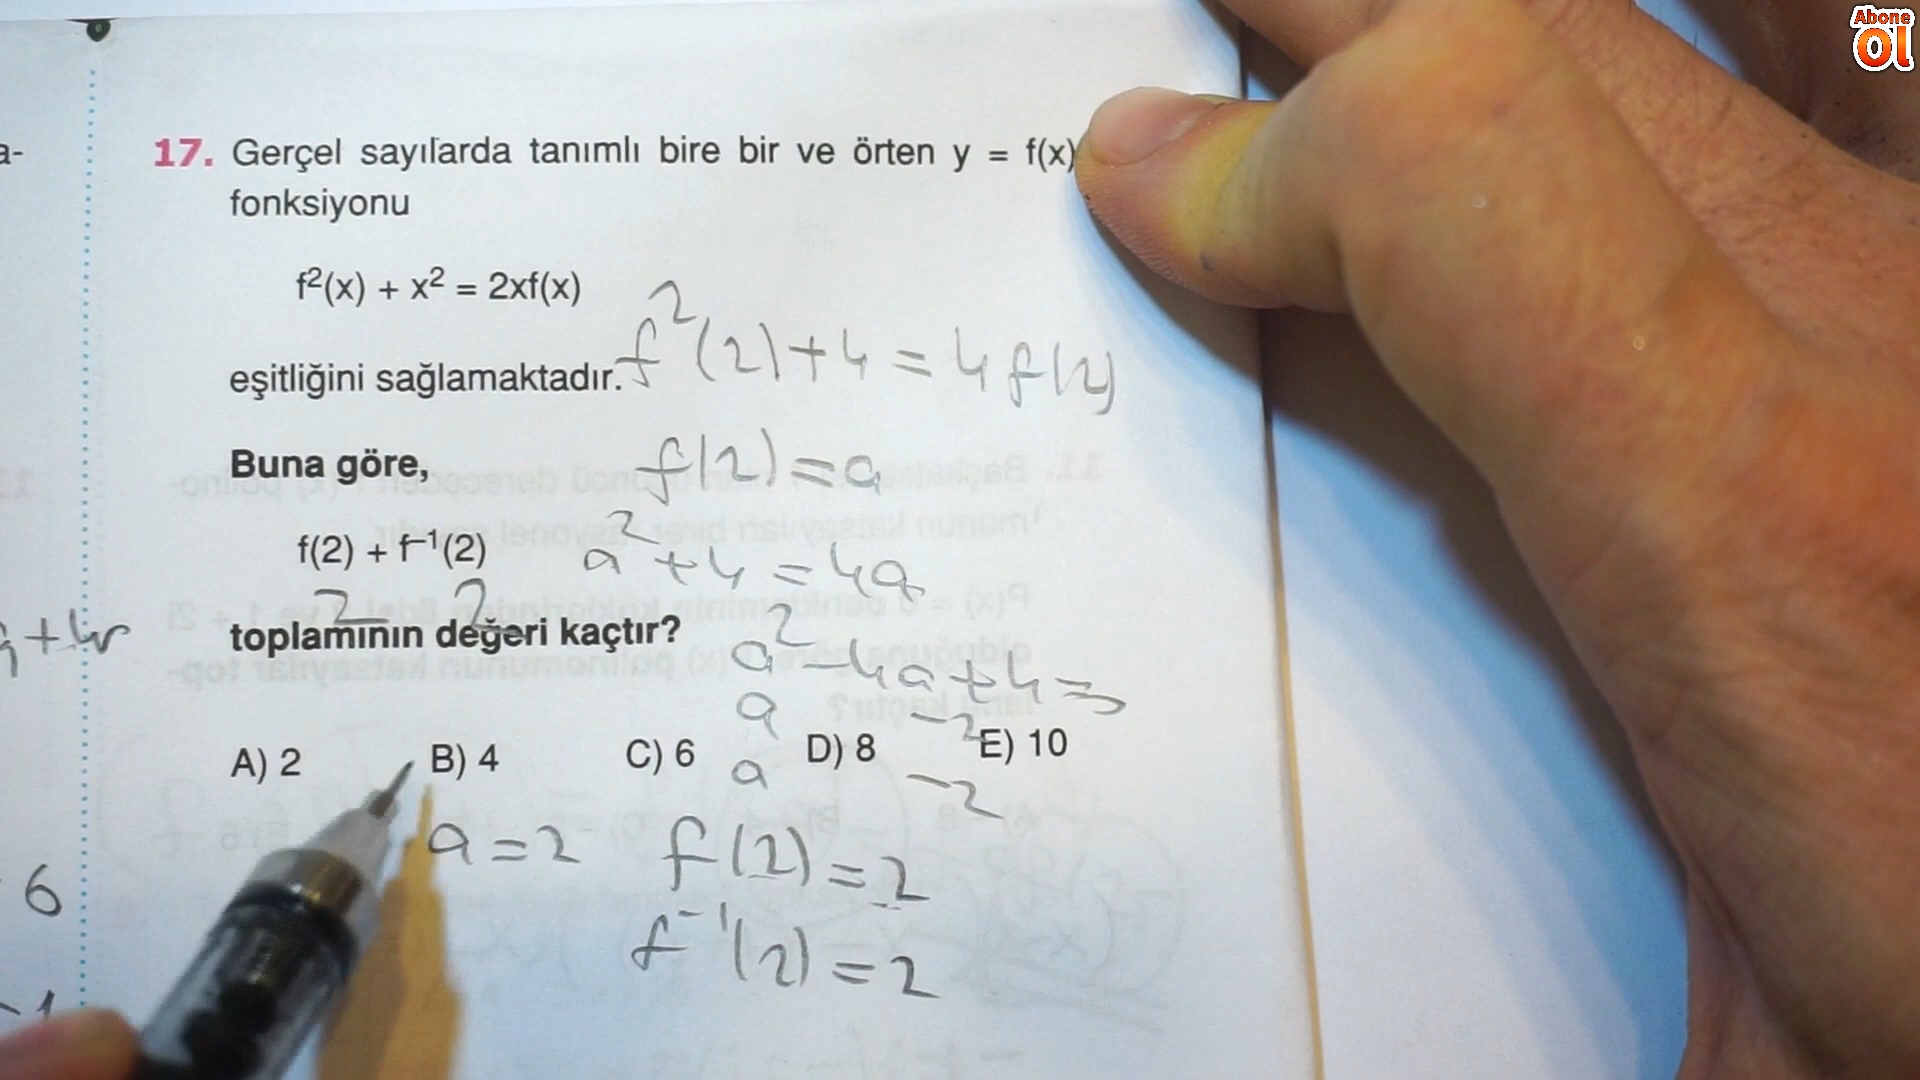 Abone
Ol
a-
17. Gerçel sayılarda tanımlı bire bir ve örten y = f(x)
fonksiyonu
f²(x) + x² = 2xf(x)
f²(2)+4 = 4f(2)
eşitliğini sağlamaktadır.
f(2) = a
Buna göre,
f(2) + f⁻¹(2)
2 2
a²+4 = 4a
toplamının değeri kaçtır?
a²-4a+4=
a -2
a -2
A) 2 B) 4 C) 6 D) 8 E) 10
a = 2
f(2) = 2
f⁻¹(2) = 2
6